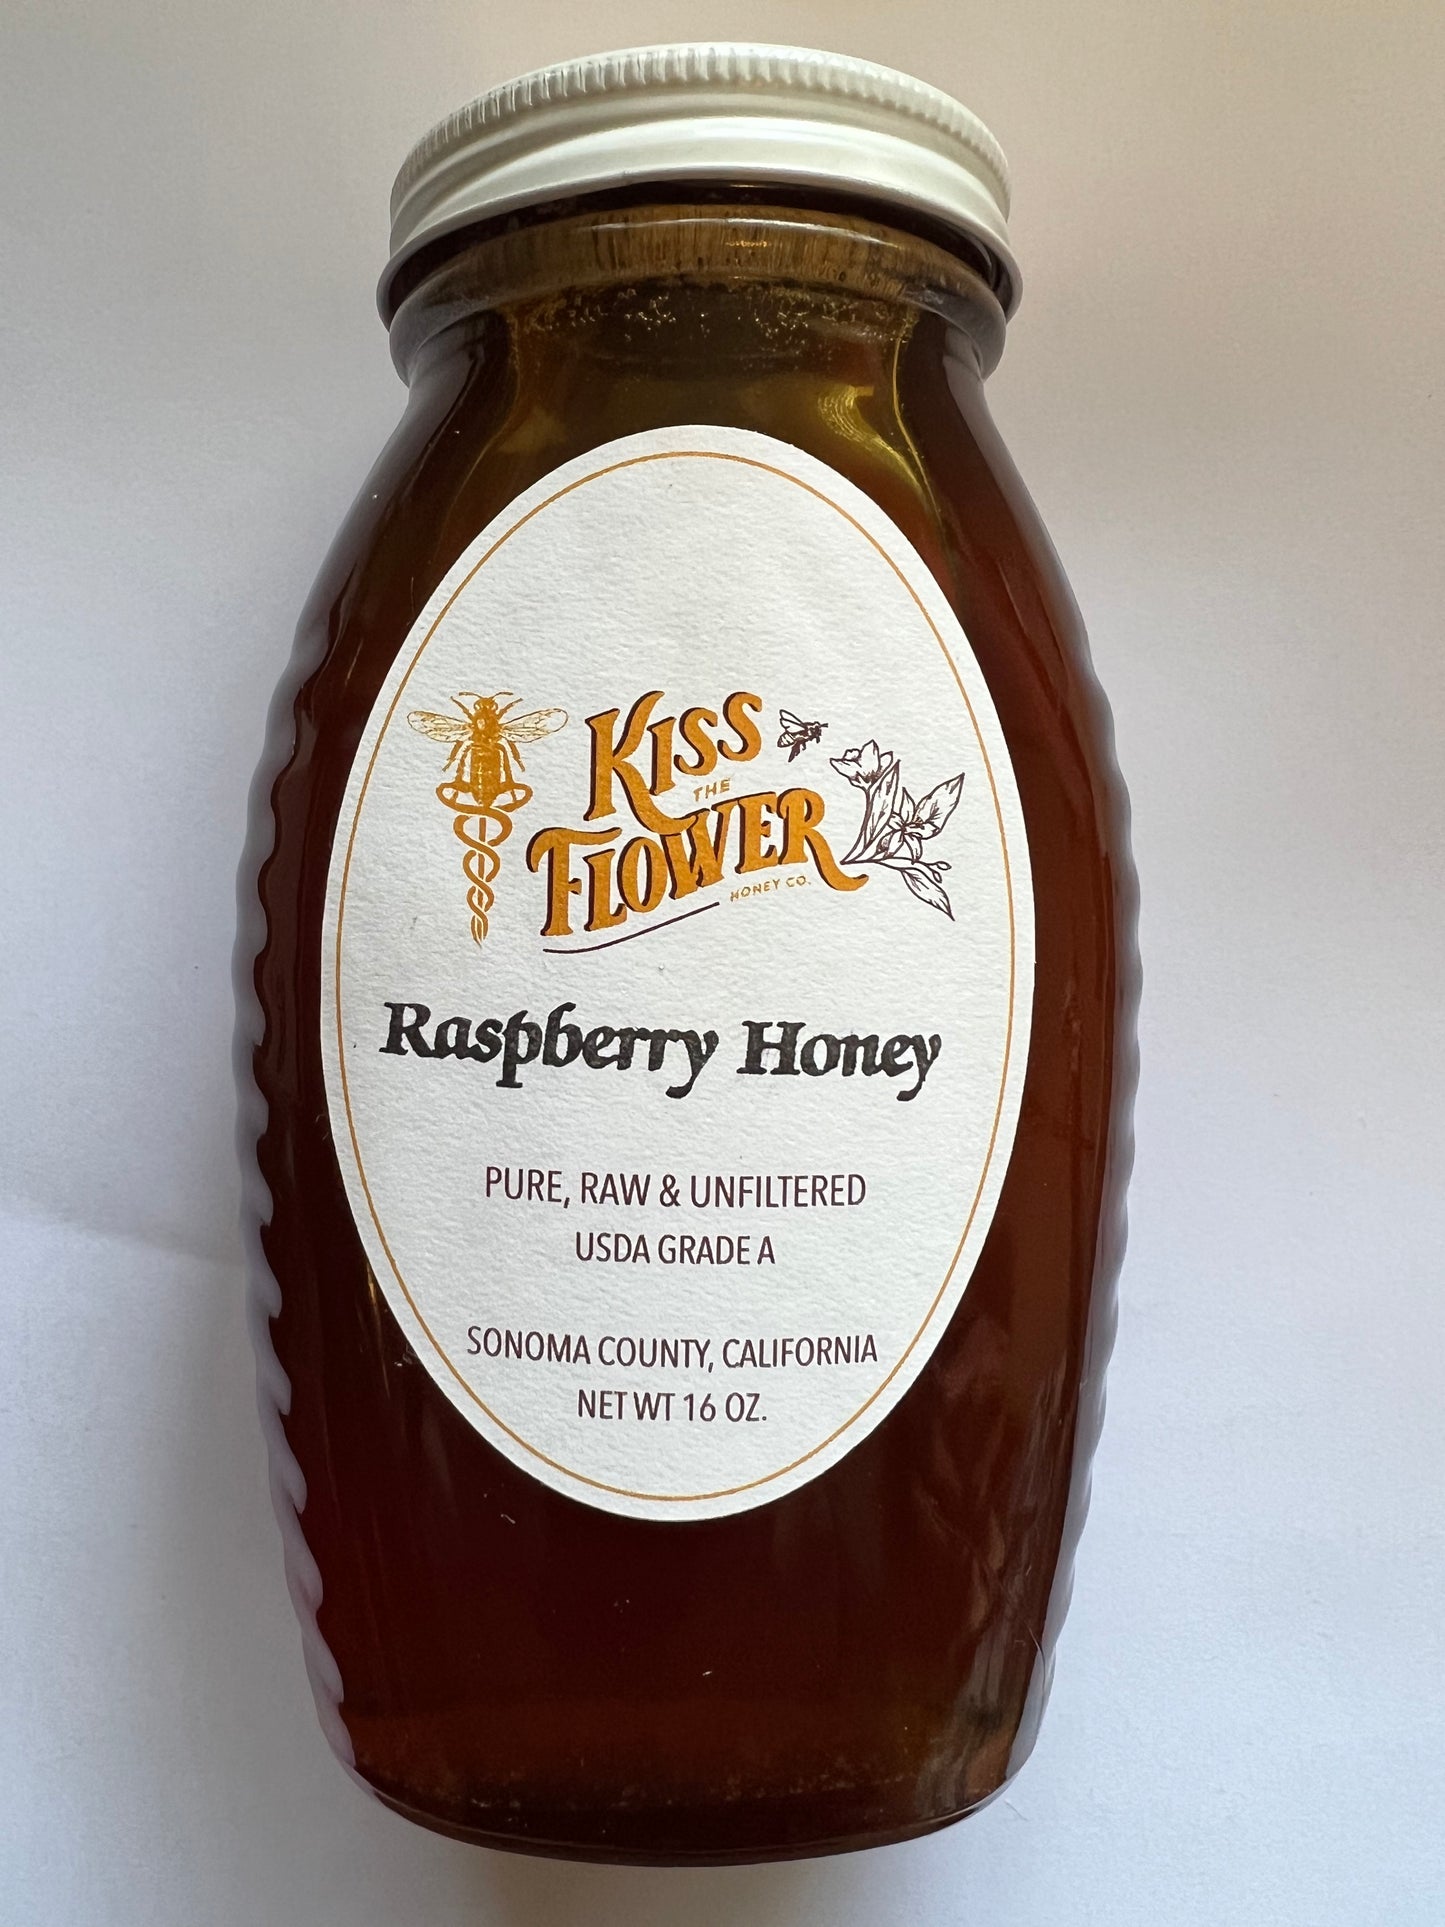 KISS
THE
FLOWER
HONEY CO.
Raspberry Honey
PURE, RAW & UNFILTERED
USDA GRADE A
SONOMA COUNTY, CALIFORNIA
NET WT 16 OZ.